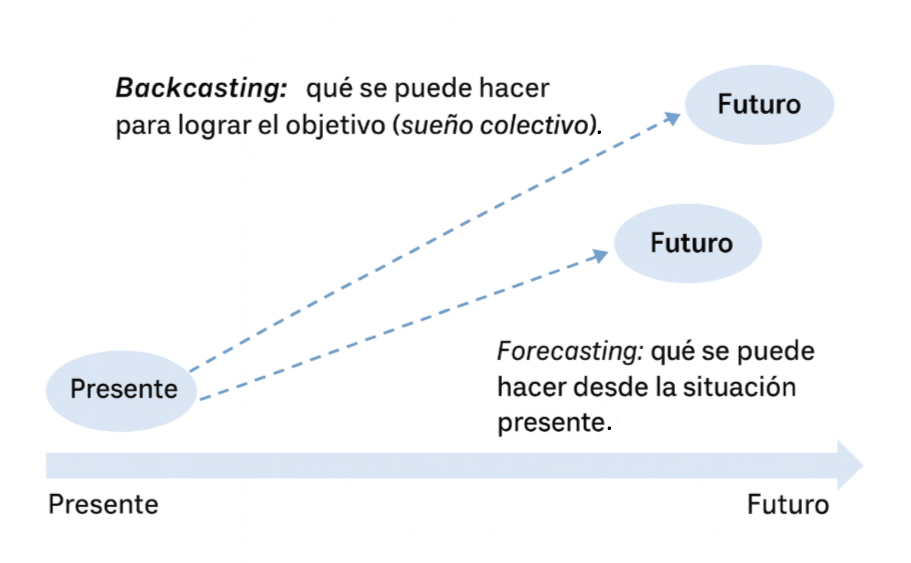 Backcasting: qué se puede hacer
para lograr el objetivo (sueño colectivo).
Futuro
Futuro
Presente
Forecasting: qué se puede
hacer desde la situación
presente.
Presente
Futuro